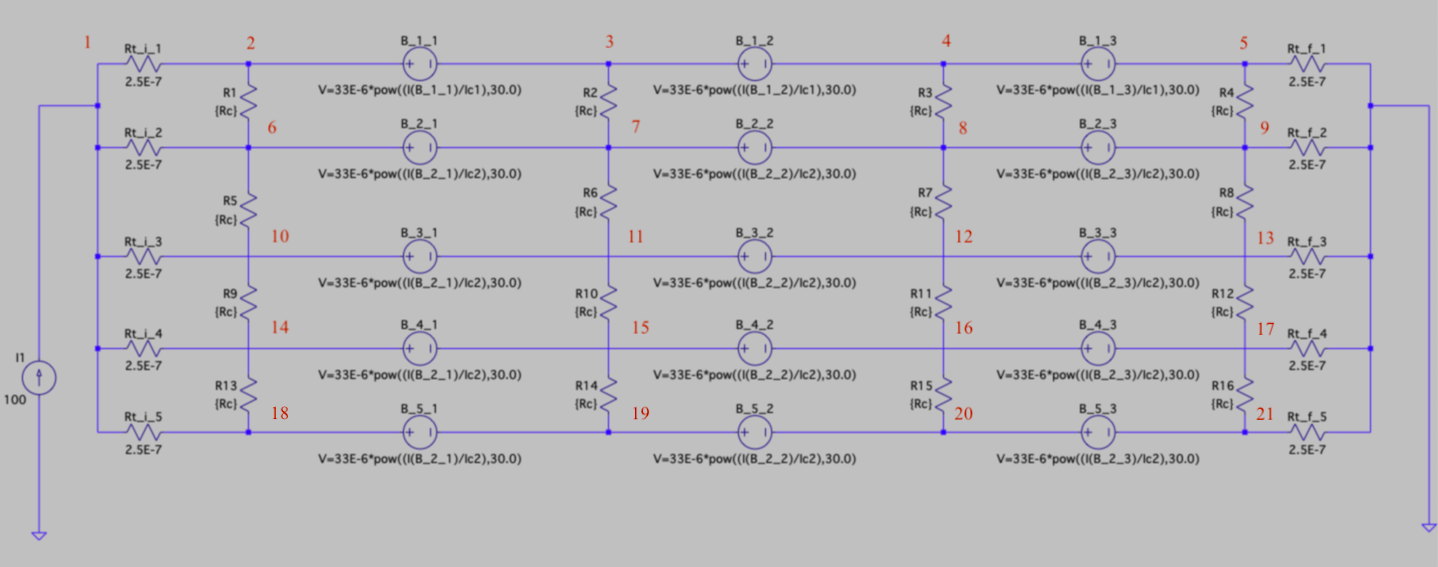 1 2 3 4 5
Rt_i_1 B_1_1 B_1_2 B_1_3 Rt_f_1
2.5E-7 2.5E-7
V=33E-6*pow((I(B_1_1)/Ic1),30.0) V=33E-6*pow((I(B_1_2)/Ic1),30.0) V=33E-6*pow((I(B_1_3)/Ic1),30.0)
R1 R2 R3 R4
{Rc} {Rc} {Rc} {Rc}
6 7 8 9
Rt_i_2 B_2_1 B_2_2 B_2_3 Rt_f_2
2.5E-7 2.5E-7
V=33E-6*pow((I(B_2_1)/Ic2),30.0) V=33E-6*pow((I(B_2_2)/Ic2),30.0) V=33E-6*pow((I(B_2_3)/Ic2),30.0)
R5 R6 R7 R8
{Rc} {Rc} {Rc} {Rc}
10 11 12 13
Rt_i_3 B_3_1 B_3_2 B_3_3 Rt_f_3
2.5E-7 2.5E-7
V=33E-6*pow((I(B_2_1)/Ic2),30.0) V=33E-6*pow((I(B_2_2)/Ic2),30.0) V=33E-6*pow((I(B_2_3)/Ic2),30.0)
R9 R10 R11 R12
{Rc} {Rc} {Rc} {Rc}
14 15 16 17
Rt_i_4 B_4_1 B_4_2 B_4_3 Rt_f_4
2.5E-7 2.5E-7
V=33E-6*pow((I(B_2_1)/Ic2),30.0) V=33E-6*pow((I(B_2_2)/Ic2),30.0) V=33E-6*pow((I(B_2_3)/Ic2),30.0)
I1
100
R13 R14 R15 R16
{Rc} {Rc} {Rc} {Rc}
18 19 20 21
Rt_i_5 B_5_1 B_5_2 B_5_3 Rt_f_5
2.5E-7 2.5E-7
V=33E-6*pow((I(B_2_1)/Ic2),30.0) V=33E-6*pow((I(B_2_2)/Ic2),30.0) V=33E-6*pow((I(B_2_3)/Ic2),30.0)